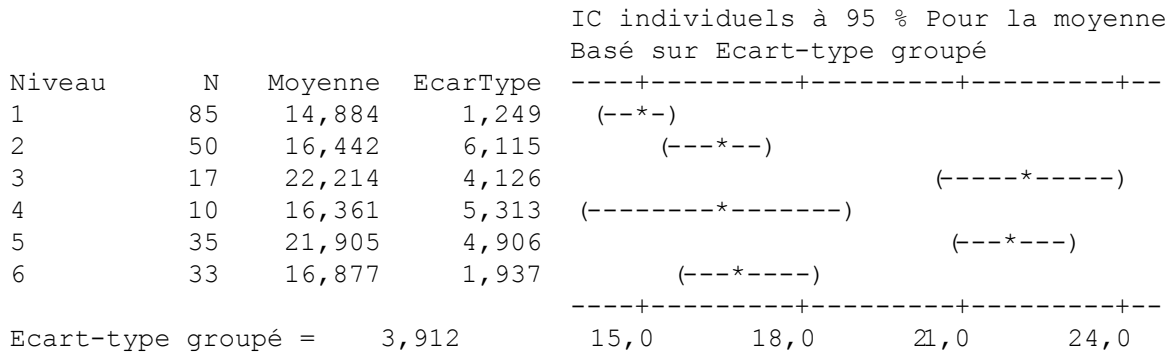 IC individuels à 95 % Pour la moyenne
Basé sur Ecart-type groupé
Niveau N Moyenne EcarType ----+---------+---------+---------+--
1 85 14,884 1,249 (--*-)
2 50 16,442 6,115 (---*--)
3 17 22,214 4,126 (-----*-----)
4 10 16,361 5,313 (--------*-------)
5 35 21,905 4,906 (---*---)
6 33 16,877 1,937 (---*----)
----+---------+---------+---------+--
Ecart-type groupé = 3,912 15,0 18,0 21,0 24,0